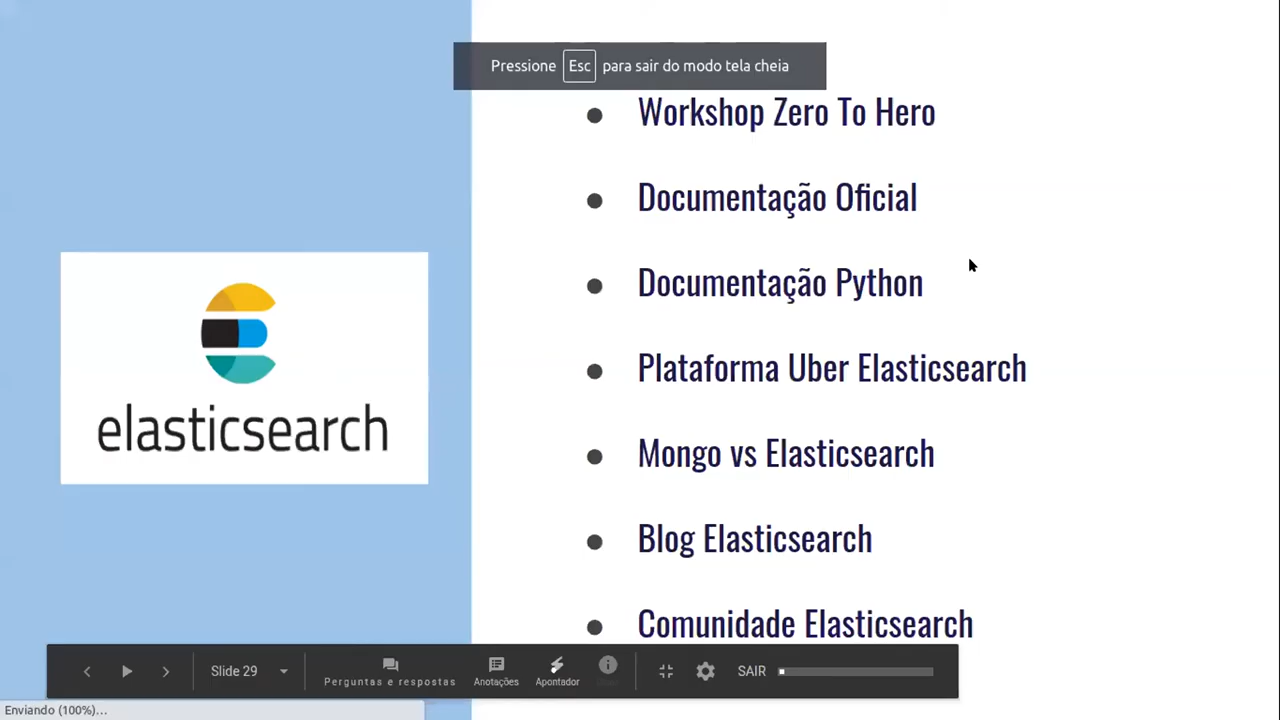 Pressione Esc para sair do modo tela cheia
Workshop Zero To Hero
Documentação Oficial
Documentação Python
Plataforma Uber Elasticsearch
Mongo vs Elasticsearch
Blog Elasticsearch
Comunidade Elasticsearch
elasticsearch
Slide 29
Perguntas e respostas
Anotações
Apontador
SAIR
Enviando (100%)...